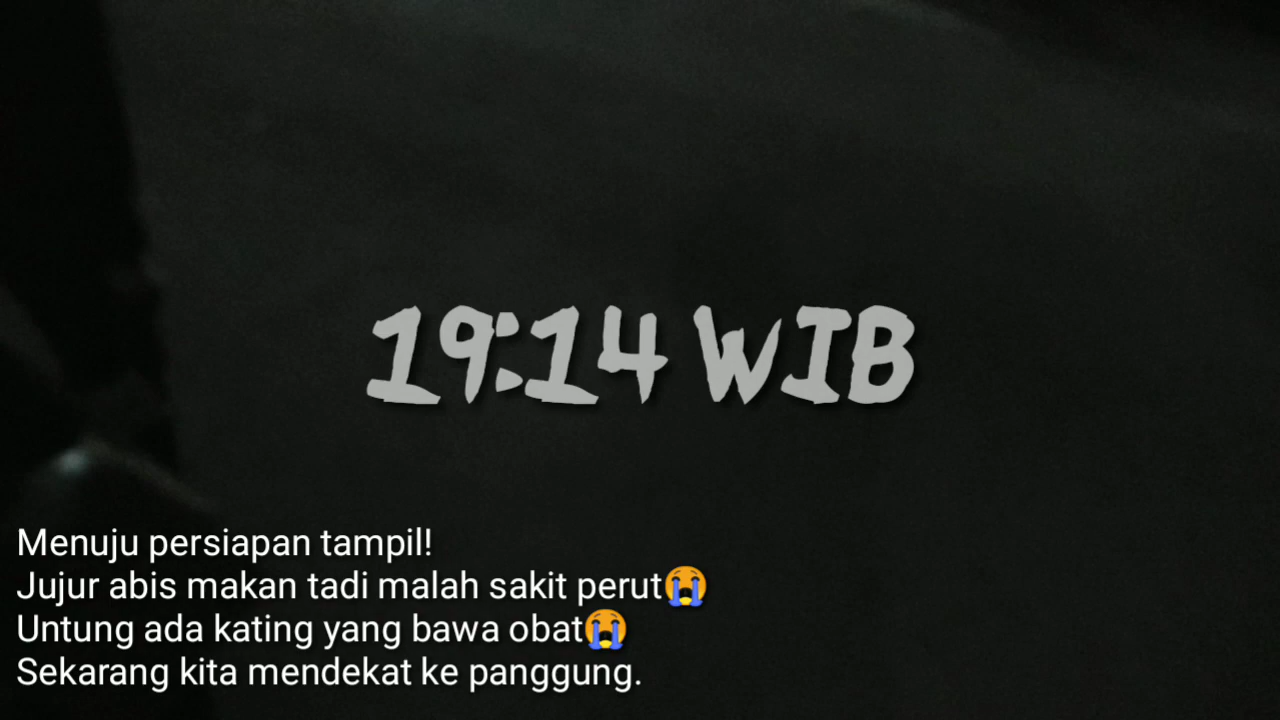 19:14 WIB
Menuju persiapan tampil!
Jujur abis makan tadi malah sakit perut😭
Untung ada kating yang bawa obat😭
Sekarang kita mendekat ke panggung.